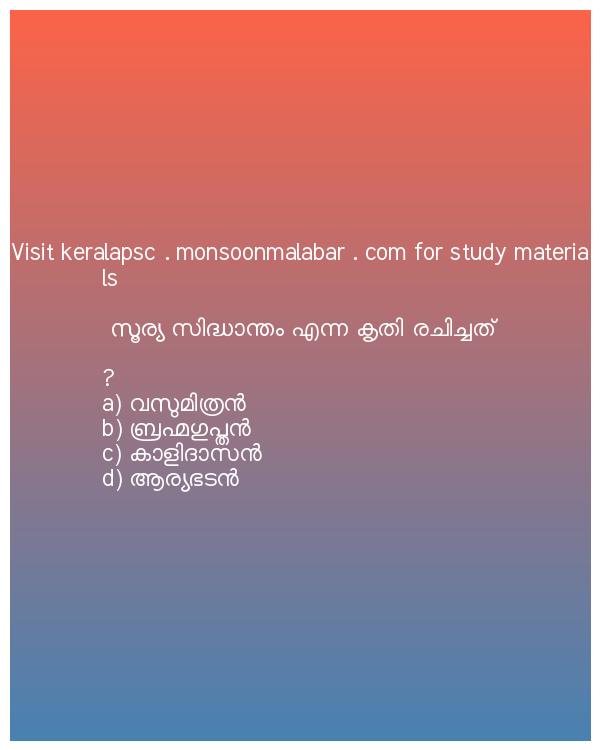 Visit keralapsc . monsoonmalabar . com for study materia
ls
സൂര്യ സിദ്ധാന്തം എന്ന കൃതി രചിച്ചത്
?
a) വസുമിത്രൻ
b) ബ്രഹ്മഗുപ്തൻ
c) കാളിദാസൻ
d) ആര്യഭടൻ